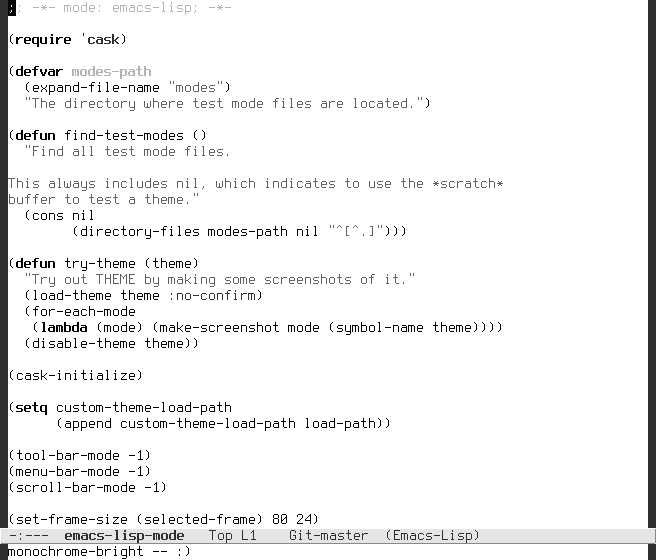 ;; -*- mode: emacs-lisp; -*-

(require 'cask)

(defvar modes-path
  (expand-file-name "modes")
  "The directory where test mode files are located.")

(defun find-test-modes ()
  "Find all test mode files.

This always includes nil, which indicates to use the *scratch*
buffer to test a theme."
  (cons nil
        (directory-files modes-path nil "^[^.]")))

(defun try-theme (theme)
  "Try out THEME by making some screenshots of it."
  (load-theme theme :no-confirm)
  (for-each-mode
   (lambda (mode) (make-screenshot mode (symbol-name theme))))
  (disable-theme theme))

(cask-initialize)

(setq custom-theme-load-path
      (append custom-theme-load-path load-path))

(tool-bar-mode -1)
(menu-bar-mode -1)
(scroll-bar-mode -1)

(set-frame-size (selected-frame) 80 24)
-:---  emacs-lisp-mode   Top L1    Git-master  (Emacs-Lisp)
monochrome-bright -- :)